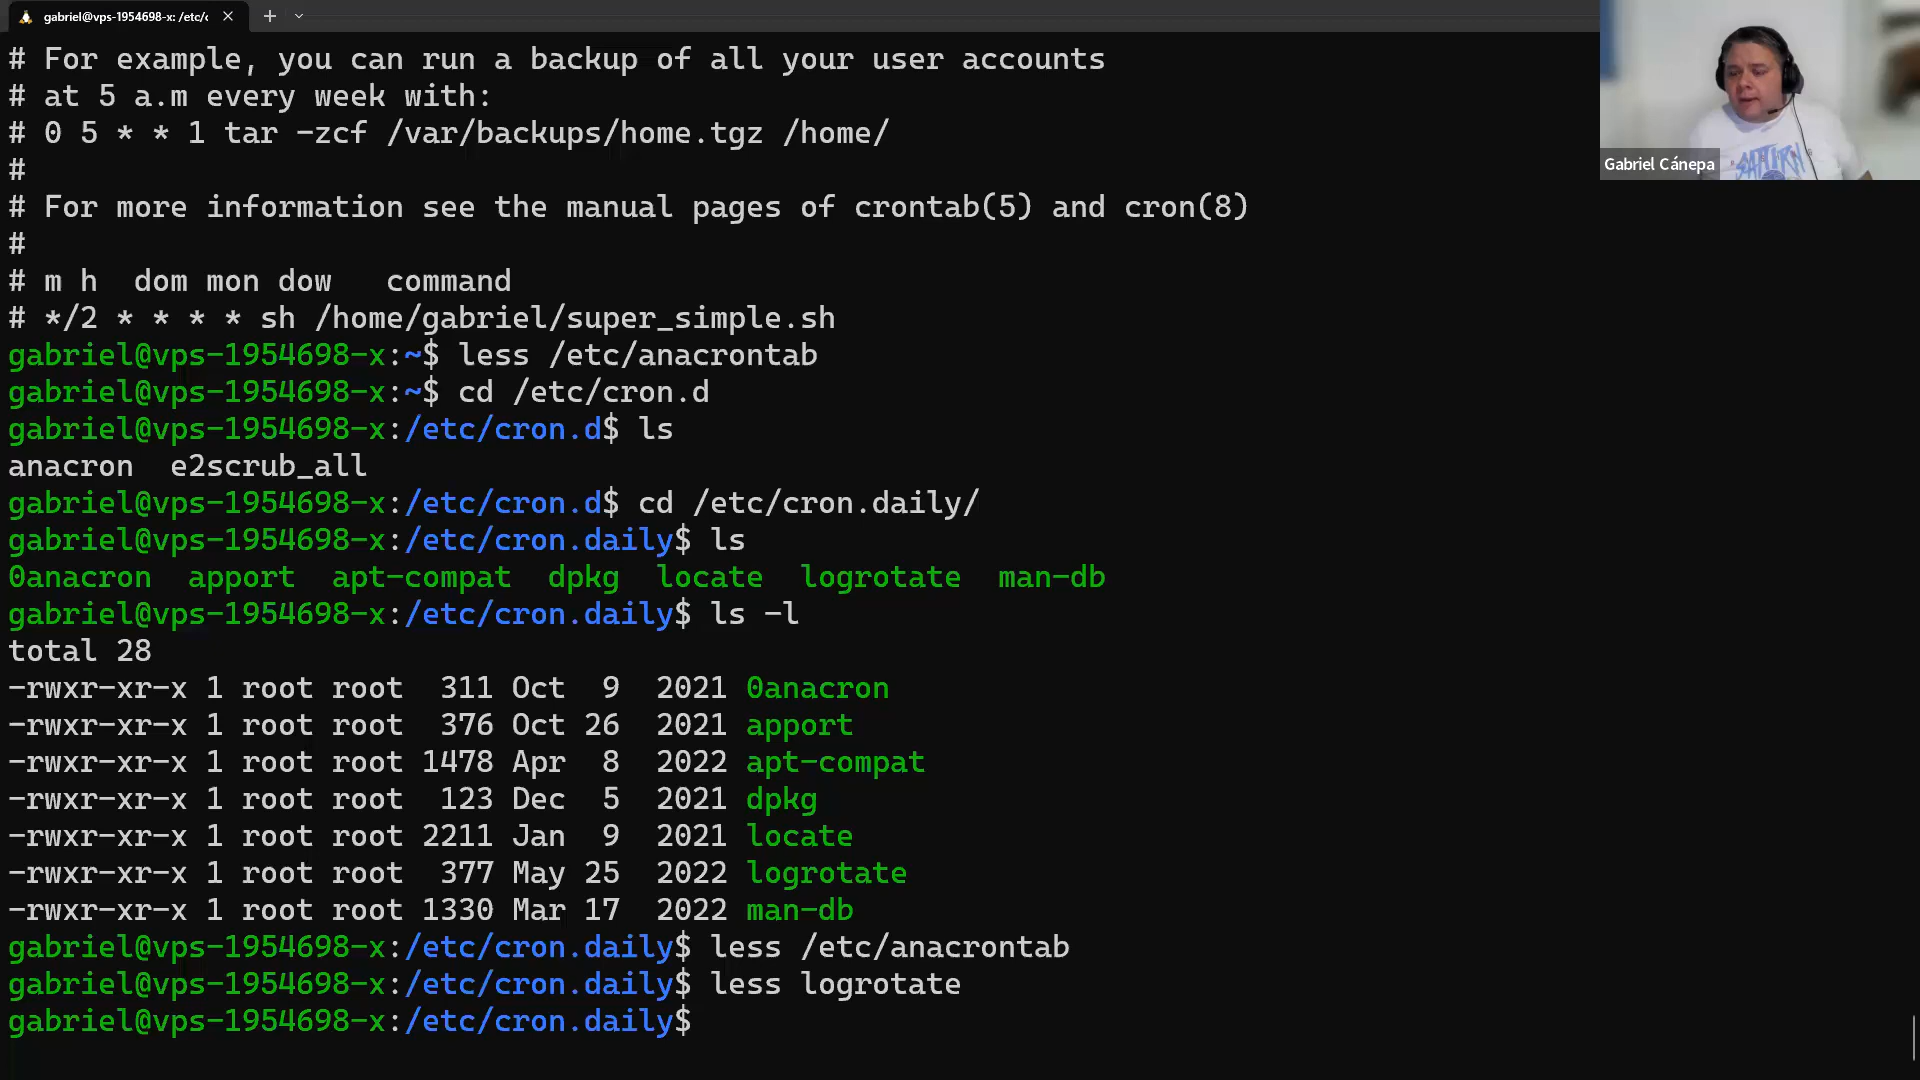 gabriel@vps-1954698-x: /etc/c
# For example, you can run a backup of all your user accounts
# at 5 a.m every week with:
# 0 5 * * 1 tar -zcf /var/backups/home.tgz /home/
#
# For more information see the manual pages of crontab(5) and cron(8)
#
# m h  dom mon dow   command
# */2 * * * * sh /home/gabriel/super_simple.sh
gabriel@vps-1954698-x:~$ less /etc/anacrontab
gabriel@vps-1954698-x:~$ cd /etc/cron.d
gabriel@vps-1954698-x:/etc/cron.d$ ls
anacron  e2scrub_all
gabriel@vps-1954698-x:/etc/cron.d$ cd /etc/cron.daily/
gabriel@vps-1954698-x:/etc/cron.daily$ ls
0anacron  apport  apt-compat  dpkg  locate  logrotate  man-db
gabriel@vps-1954698-x:/etc/cron.daily$ ls -l
total 28
-rwxr-xr-x 1 root root  311 Oct  9  2021 0anacron
-rwxr-xr-x 1 root root  376 Oct 26  2021 apport
-rwxr-xr-x 1 root root 1478 Apr  8  2022 apt-compat
-rwxr-xr-x 1 root root  123 Dec  5  2021 dpkg
-rwxr-xr-x 1 root root 2211 Jan  9  2021 locate
-rwxr-xr-x 1 root root  377 May 25  2022 logrotate
-rwxr-xr-x 1 root root 1330 Mar 17  2022 man-db
gabriel@vps-1954698-x:/etc/cron.daily$ less /etc/anacrontab
gabriel@vps-1954698-x:/etc/cron.daily$ less logrotate
gabriel@vps-1954698-x:/etc/cron.daily$
Gabriel Cánepa
SATURN